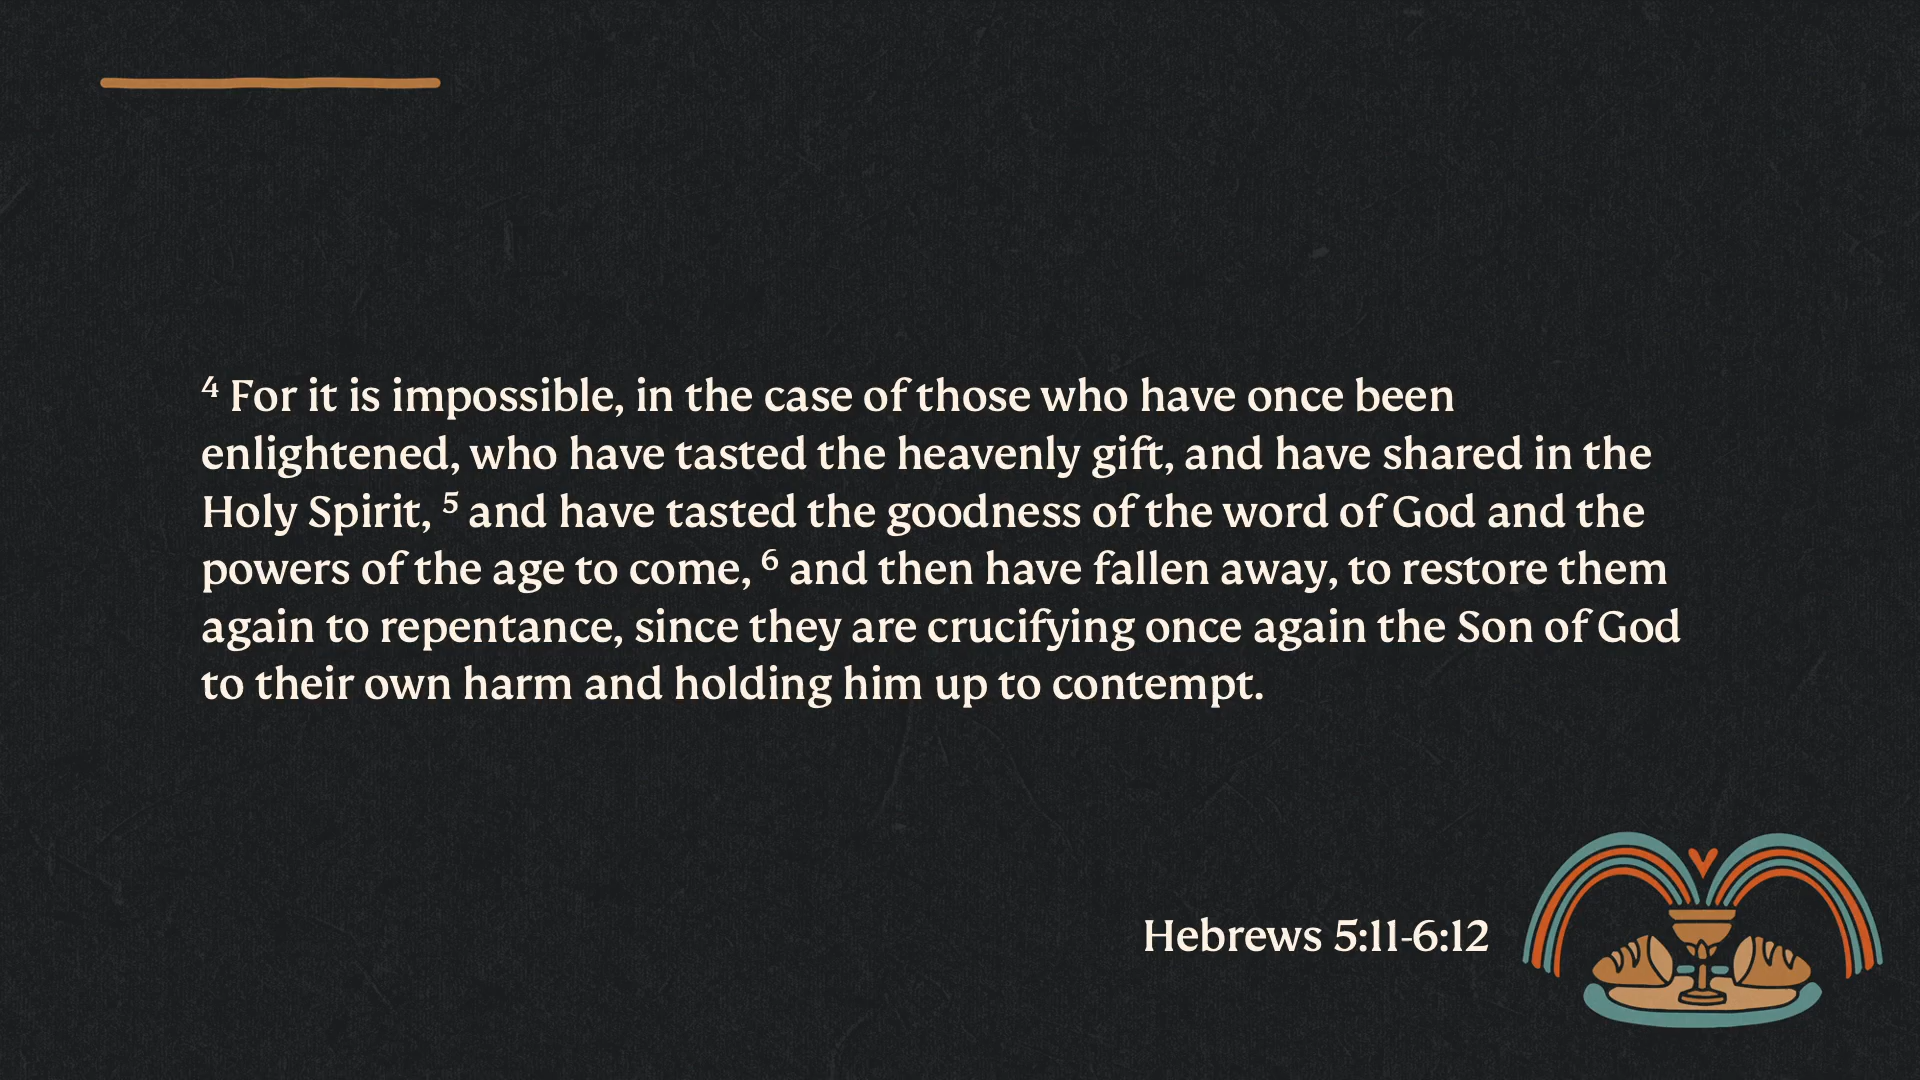 ⁴ For it is impossible, in the case of those who have once been
enlightened, who have tasted the heavenly gift, and have shared in the
Holy Spirit, ⁵ and have tasted the goodness of the word of God and the
powers of the age to come, ⁶ and then have fallen away, to restore them
again to repentance, since they are crucifying once again the Son of God
to their own harm and holding him up to contempt.
Hebrews 5:11-6:12